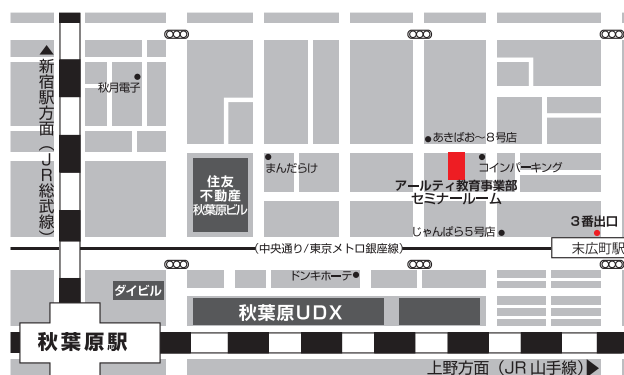 ▲新宿駅方面(JR総武線)
秋月電子
あきばお〜8号店
まんだらけ
コインパーキング
住友
不動産
秋葉原ビル
アールティ教育事業部
セミナールーム
3番出口
じゃんぱら5号店
(中央通り/東京メトロ銀座線)
末広町駅
ドンキホーテ
ダイビル
秋葉原UDX
秋葉原駅
上野方面(JR山手線)▶